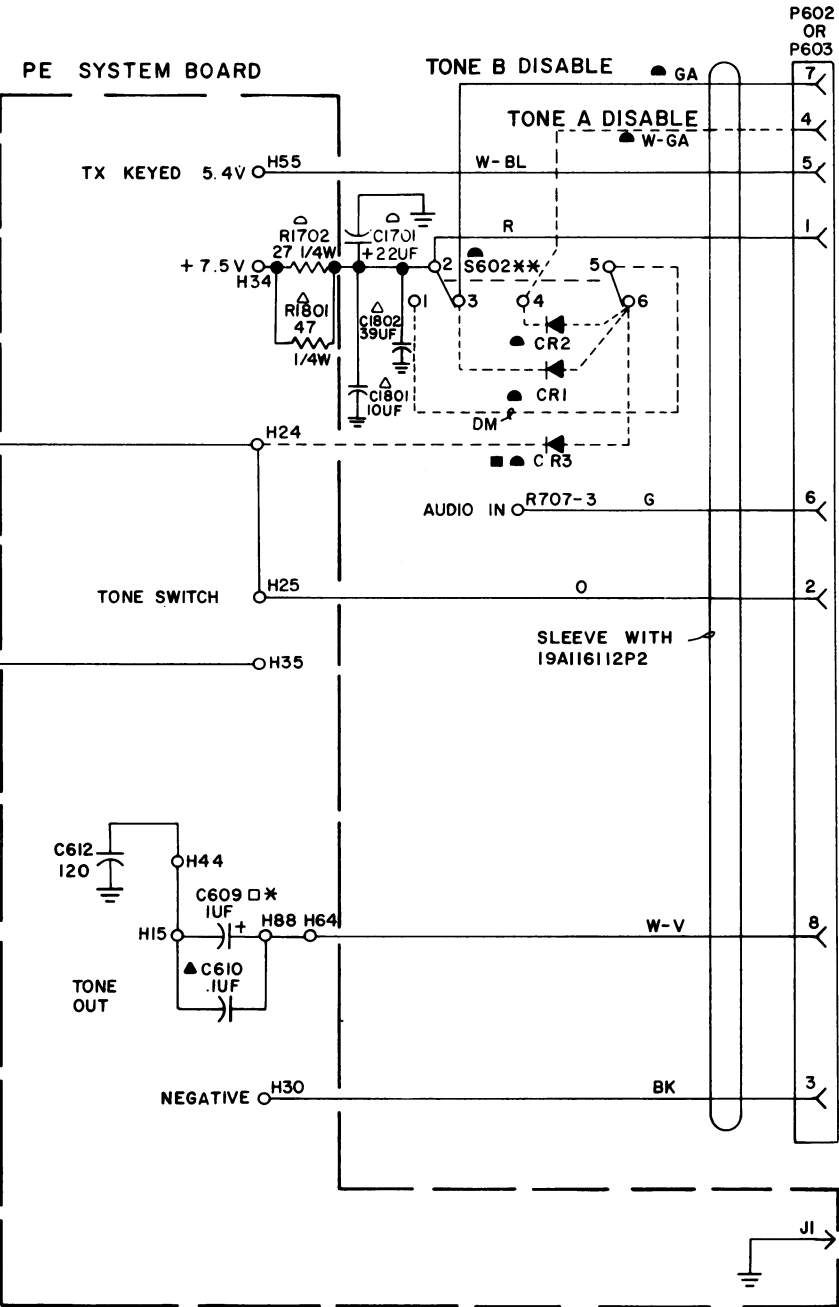 P602
OR
P603
PE SYSTEM BOARD
TONE B DISABLE
GA
7
TONE A DISABLE
4
W-GA
TX KEYED 5.4V
H55
W-BL
5
R
1
R1702
27 1/4W
C1701
+22UF
+7.5V
H34
2
S602**
5
R1801
47
1/4W
C1802
39UF
1
3
4
6
CR2
C1801
10UF
CR1
DM
H24
CR3
AUDIO IN
R707-3
G
6
TONE SWITCH
H25
O
2
SLEEVE WITH
19A116112P2
H35
C612
120
H44
C609 □*
1UF
+
H15
H88
H64
W-V
8
▲ C610
.1UF
TONE
OUT
NEGATIVE
H30
BK
3
J1